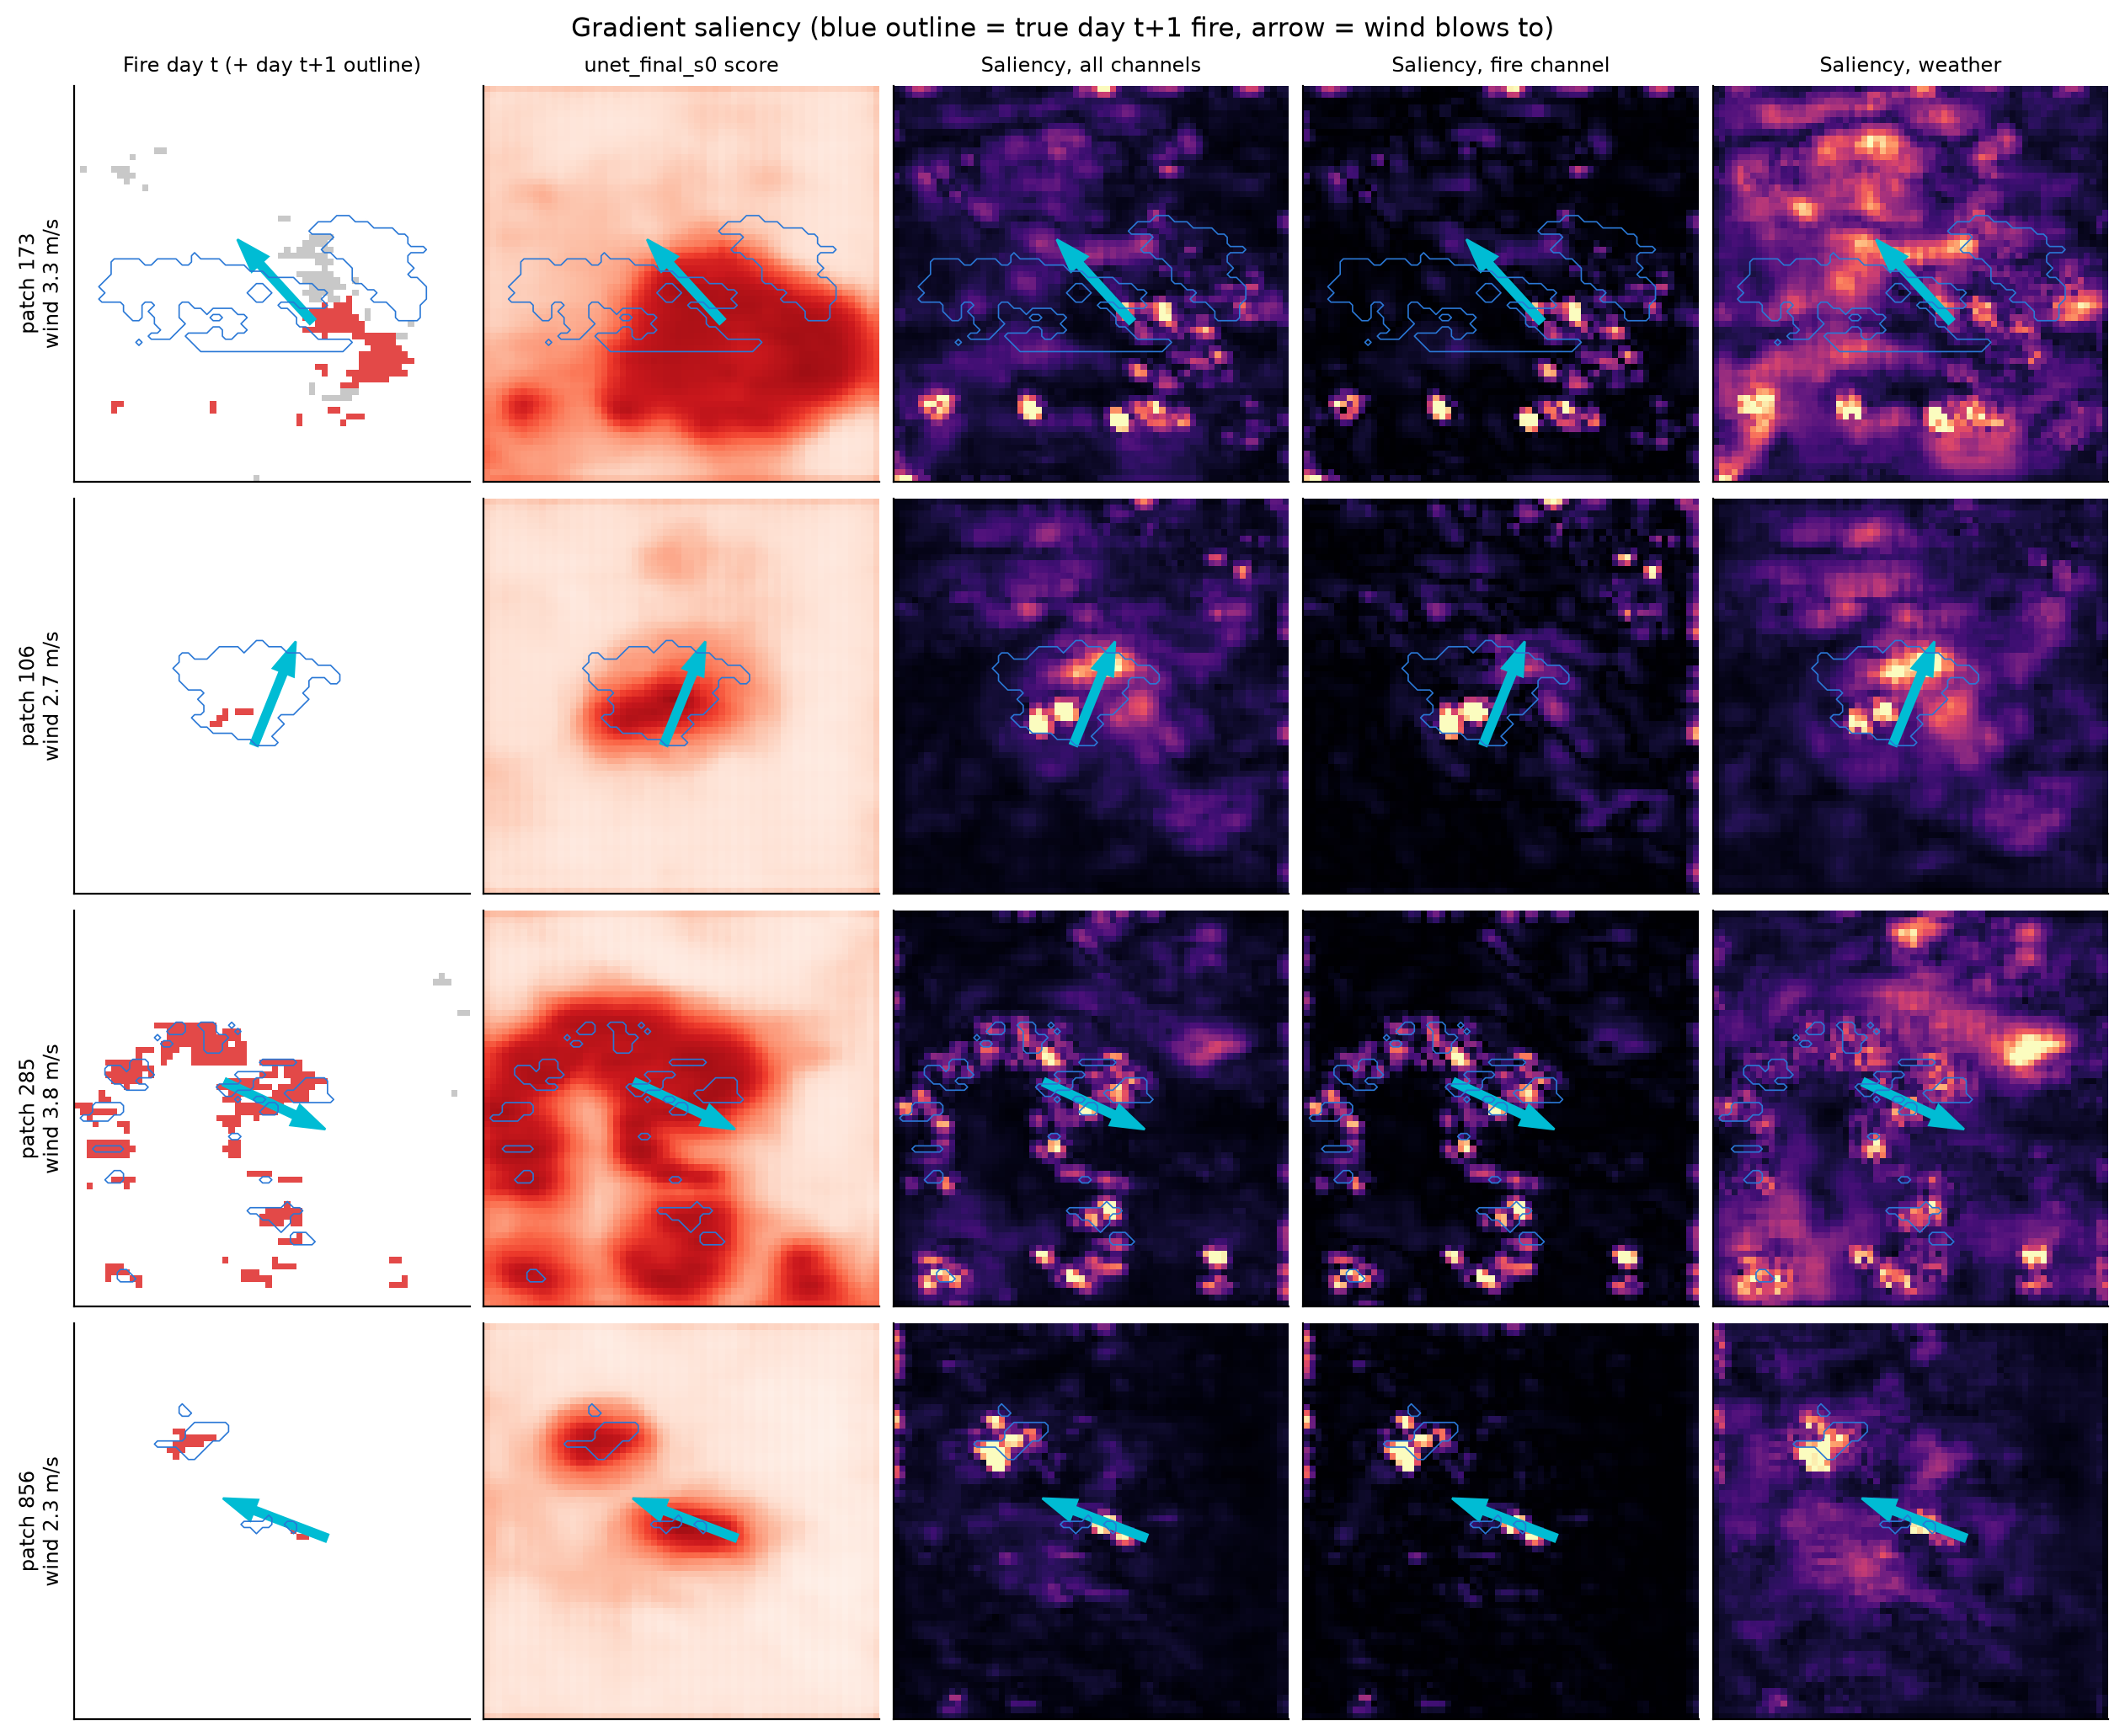 Gradient saliency (blue outline = true day t+1 fire, arrow = wind blows to)
Fire day t (+ day t+1 outline)
unet_final_s0 score
Saliency, all channels
Saliency, fire channel
Saliency, weather
patch 173
wind 3.3 m/s
patch 106
wind 2.7 m/s
patch 285
wind 3.8 m/s
patch 856
wind 2.3 m/s